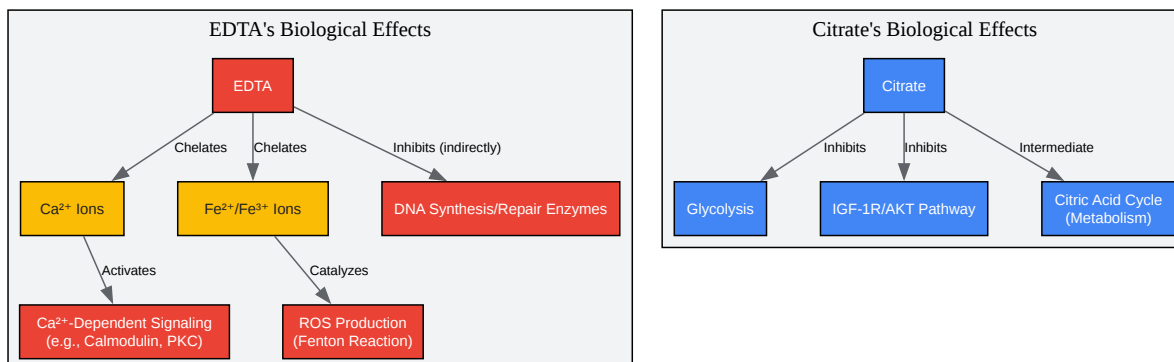 EDTA's Biological Effects
EDTA
Chelates
Chelates
Inhibits (indirectly)
Ca²⁺ Ions
Fe²⁺/Fe³⁺ Ions
DNA Synthesis/Repair Enzymes
Activates
Catalyzes
Ca²⁺-Dependent Signaling
(e.g., Calmodulin, PKC)
ROS Production
(Fenton Reaction)
Citrate's Biological Effects
Citrate
Inhibits
Inhibits
Intermediate
Glycolysis
IGF-1R/AKT Pathway
Citric Acid Cycle
(Metabolism)